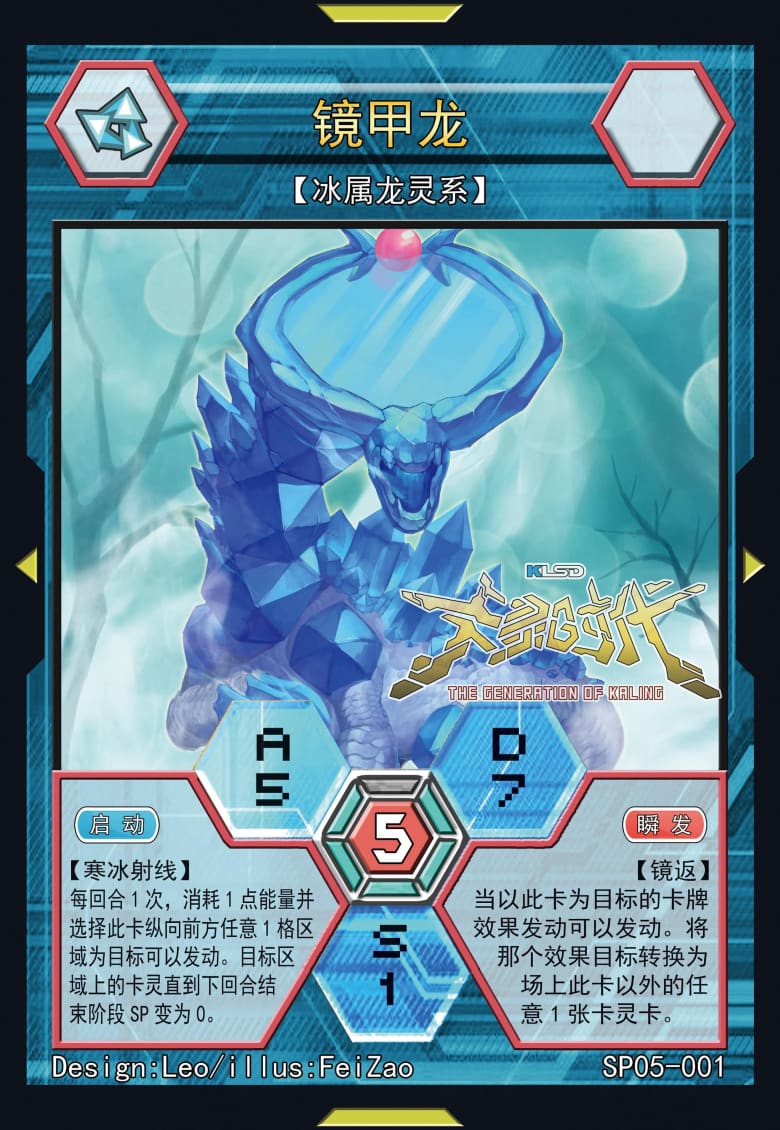 镜甲龙
【冰属龙灵系】
KLSD
卡灵时代
THE GENERATION OF KALING
A
5
D
7
5
S
1
启动
【寒冰射线】
每回合1次，消耗1点能量并
选择此卡纵向前方任意1格区
域为目标可以发动。目标区
域上的卡灵直到下回合结
束阶段SP变为0。
瞬发
【镜返】
当以此卡为目标的卡牌
效果发动可以发动。将
那个效果目标转换为
场上此卡以外的任
意1张卡灵卡。
Design:Leo/illus:FeiZao
SP05-001